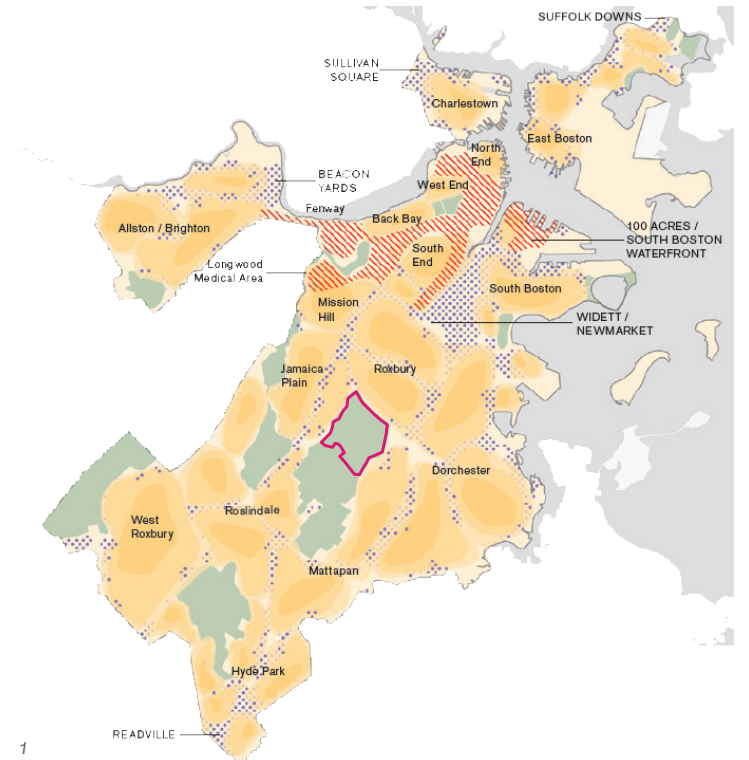 SUFFOLK DOWNS
SULLIVAN
SQUARE
Charlestown
East Boston
North
End
BEACON
YARDS
West End
Fenway
Back Bay
Allston / Brighton
100 ACRES /
SOUTH BOSTON
WATERFRONT
South
End
Longwood
Medical Area
South Boston
Mission
Hill
WIDETT /
NEWMARKET
Jamaica
Plain
Roxbury
Dorchester
Roslindale
West
Roxbury
Mattapan
Hyde Park
READVILLE
1